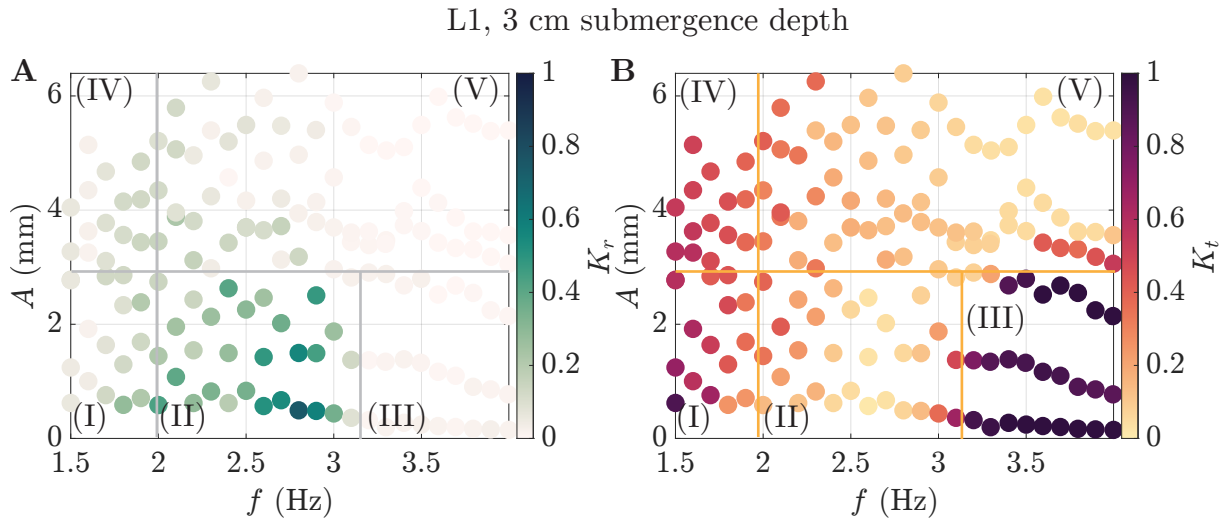 L1, 3 cm submergence depth
A
(IV)
(V)
(I)
(II)
(III)
0
2
4
6
A (mm)
1.5
2
2.5
3
3.5
f (Hz)
1
0.8
0.6
0.4
0.2
0
K_r
B
(IV)
(V)
(III)
(I)
(II)
0
2
4
6
A (mm)
1.5
2
2.5
3
3.5
f (Hz)
1
0.8
0.6
0.4
0.2
0
K_t